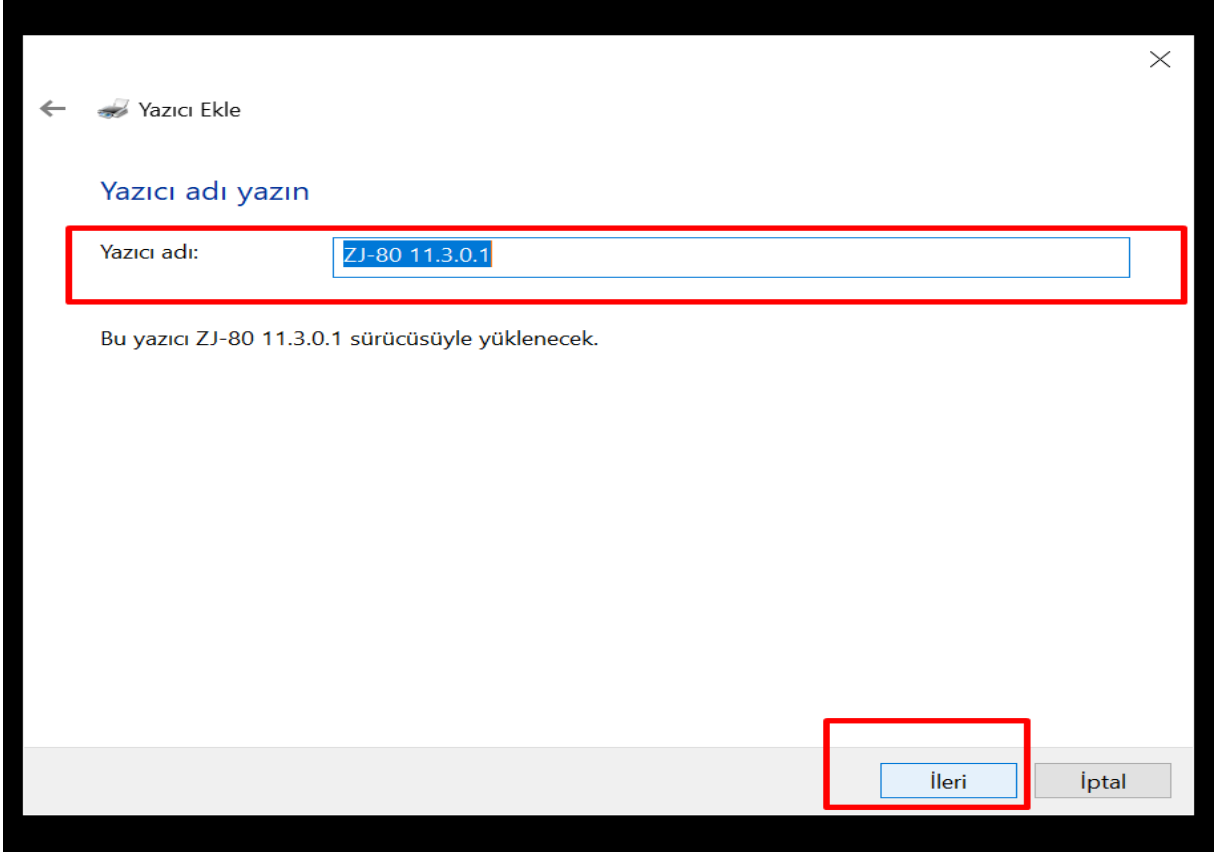 Yazıcı Ekle
Yazıcı adı yazın
Yazıcı adı: ZJ-80 11.3.0.1
Bu yazıcı ZJ-80 11.3.0.1 sürücüsüyle yüklenecek.
İleri İptal